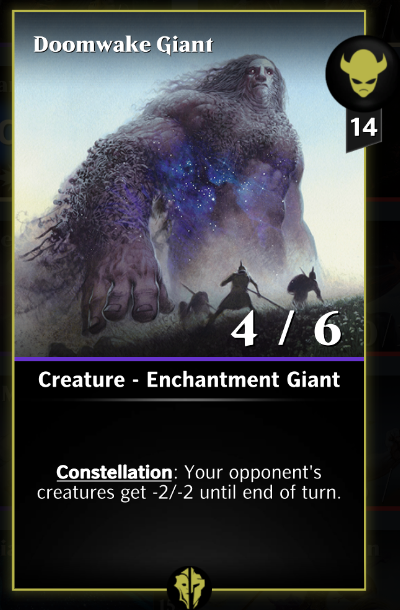 Doomwake Giant
14
4 / 6
Creature - Enchantment Giant
Constellation: Your opponent's
creatures get -2/-2 until end of turn.